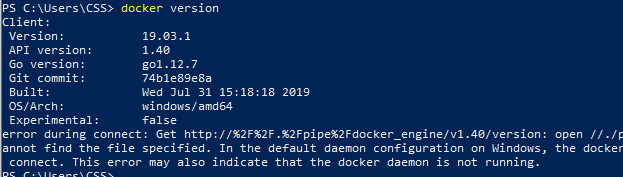 PS C:\Users\CSS> docker version
Client:
 Version:           19.03.1
 API version:       1.40
 Go version:        go1.12.7
 Git commit:        74b1e89e8a
 Built:             Wed Jul 31 15:18:18 2019
 OS/Arch:           windows/amd64
 Experimental:      false
error during connect: Get http://%2F%2F.%2Fpipe%2Fdocker_engine/v1.40/version: open //./p
annot find the file specified. In the default daemon configuration on Windows, the docke
connect. This error may also indicate that the docker daemon is not running.
PS C:\Users\CSS>